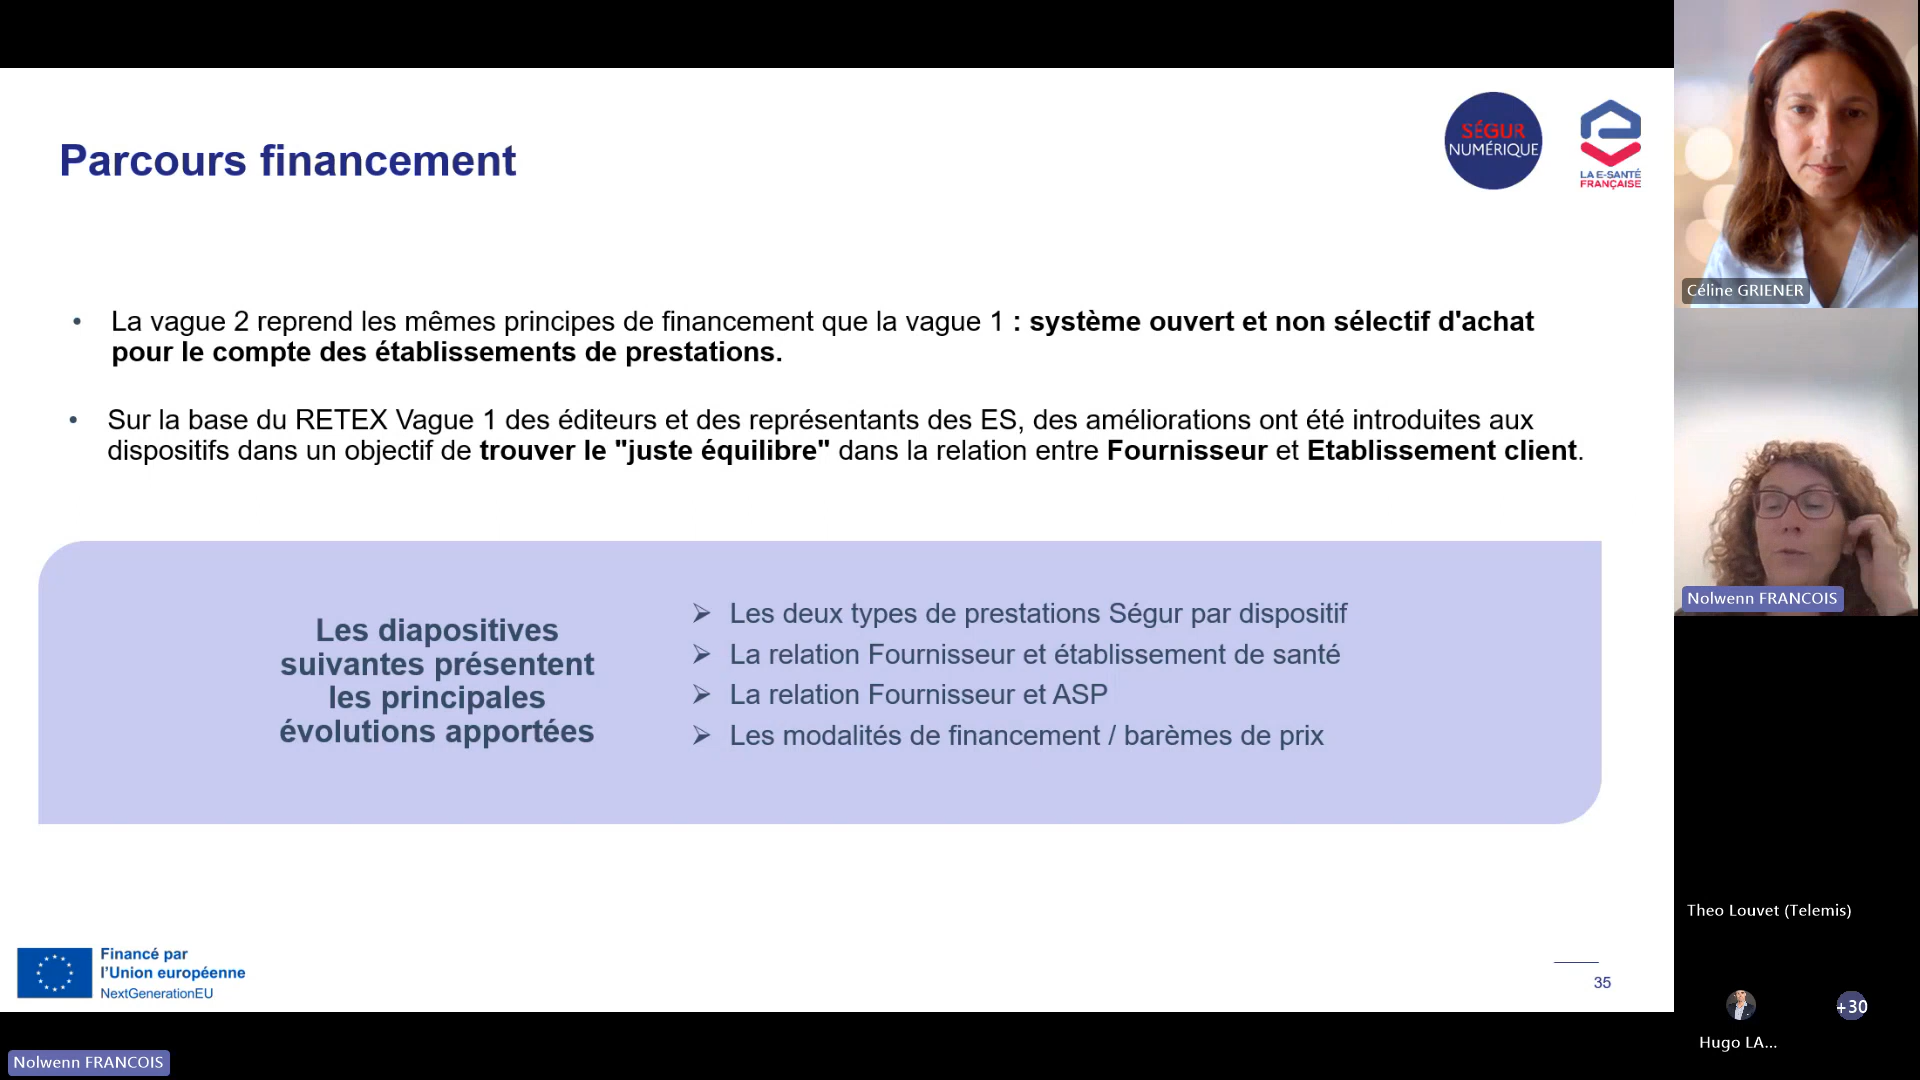 Parcours financement
SÉGUR
NUMÉRIQUE
LA E-SANTÉ
FRANÇAISE
• La vague 2 reprend les mêmes principes de financement que la vague 1 : système ouvert et non sélectif d'achat
pour le compte des établissements de prestations.
• Sur la base du RETEX Vague 1 des éditeurs et des représentants des ES, des améliorations ont été introduites aux
dispositifs dans un objectif de trouver le "juste équilibre" dans la relation entre Fournisseur et Etablissement client.
Les diapositives
suivantes présentent
les principales
évolutions apportées
➢ Les deux types de prestations Ségur par dispositif
➢ La relation Fournisseur et établissement de santé
➢ La relation Fournisseur et ASP
➢ Les modalités de financement / barèmes de prix
Financé par
l'Union européenne
NextGenerationEU
35
Céline GRIENER
Nolwenn FRANCOIS
Theo Louvet (Telemis)
+30
Hugo LA...
Nolwenn FRANCOIS